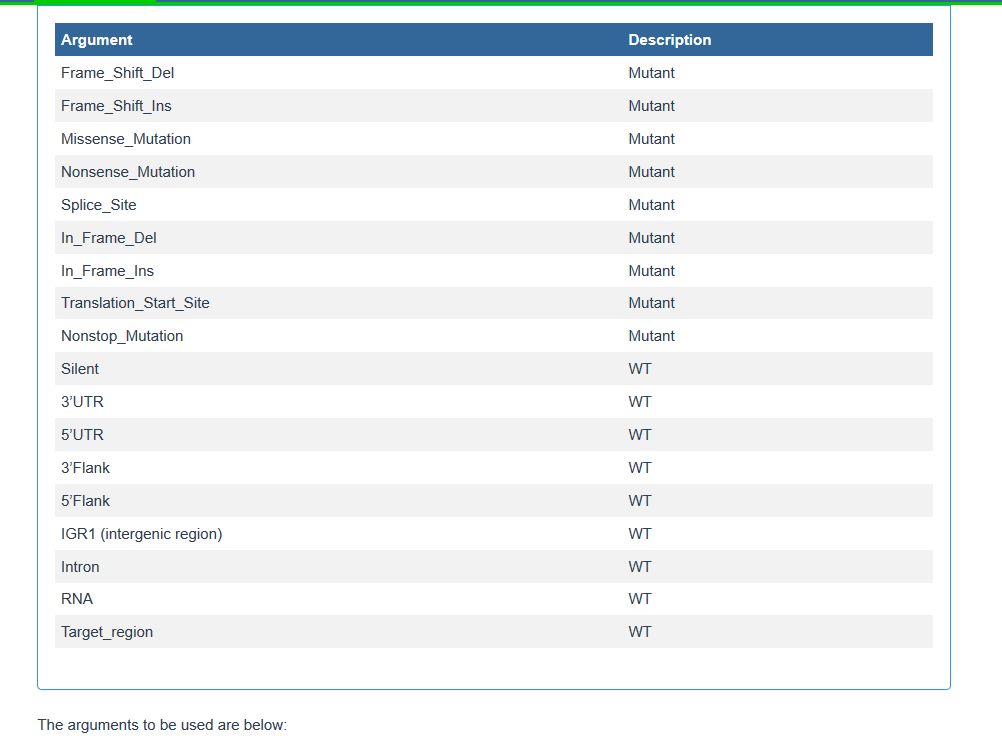 Argument Description
Frame_Shift_Del Mutant
Frame_Shift_Ins Mutant
Missense_Mutation Mutant
Nonsense_Mutation Mutant
Splice_Site Mutant
In_Frame_Del Mutant
In_Frame_Ins Mutant
Translation_Start_Site Mutant
Nonstop_Mutation Mutant
Silent WT
3’UTR WT
5’UTR WT
3’Flank WT
5’Flank WT
IGR1 (intergenic region) WT
Intron WT
RNA WT
Target_region WT
The arguments to be used are below: